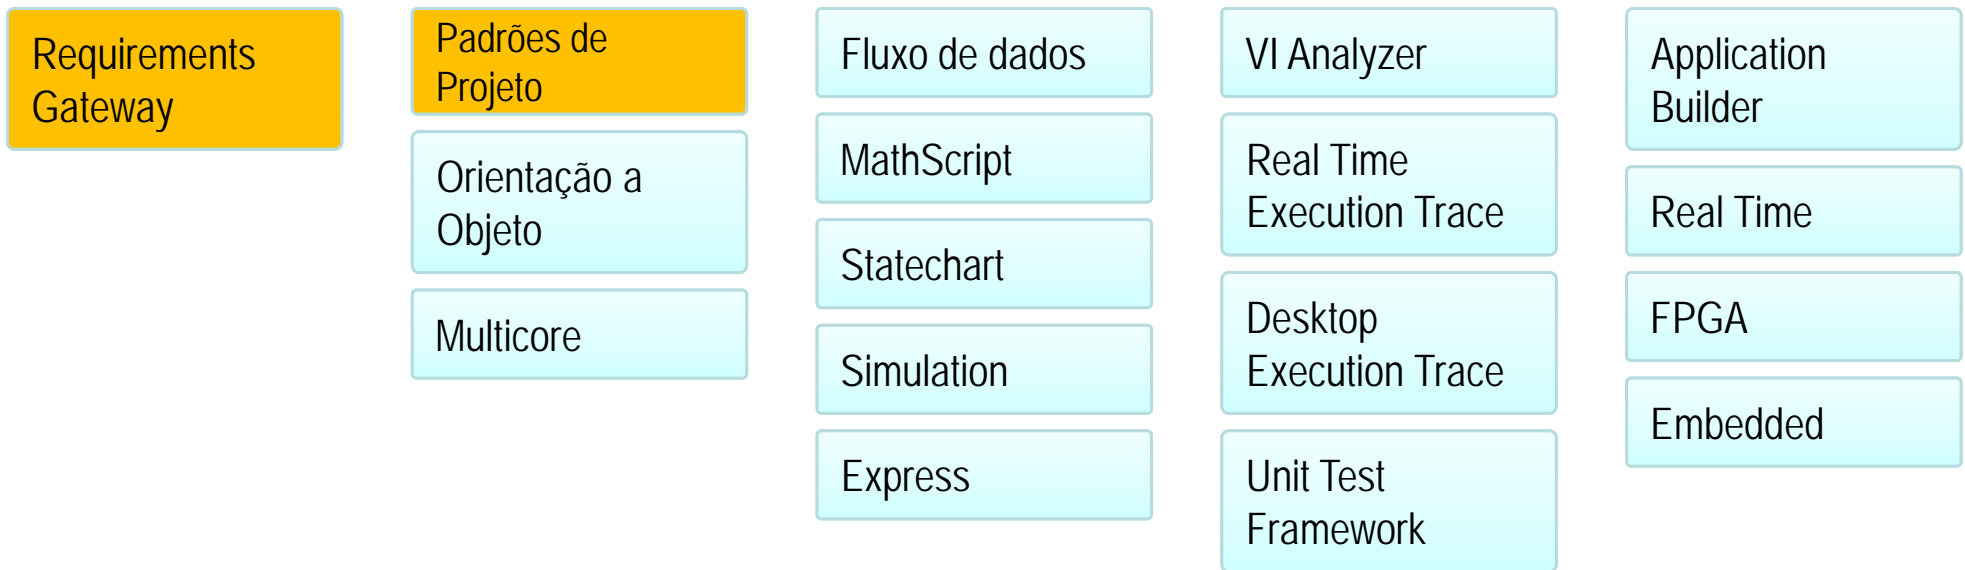 Requirements
Gateway
Padrões de
Projeto
Orientação a
Objeto
Multicore
Fluxo de dados
MathScript
Statechart
Simulation
Express
VI Analyzer
Real Time
Execution Trace
Desktop
Execution Trace
Unit Test
Framework
Application
Builder
Real Time
FPGA
Embedded